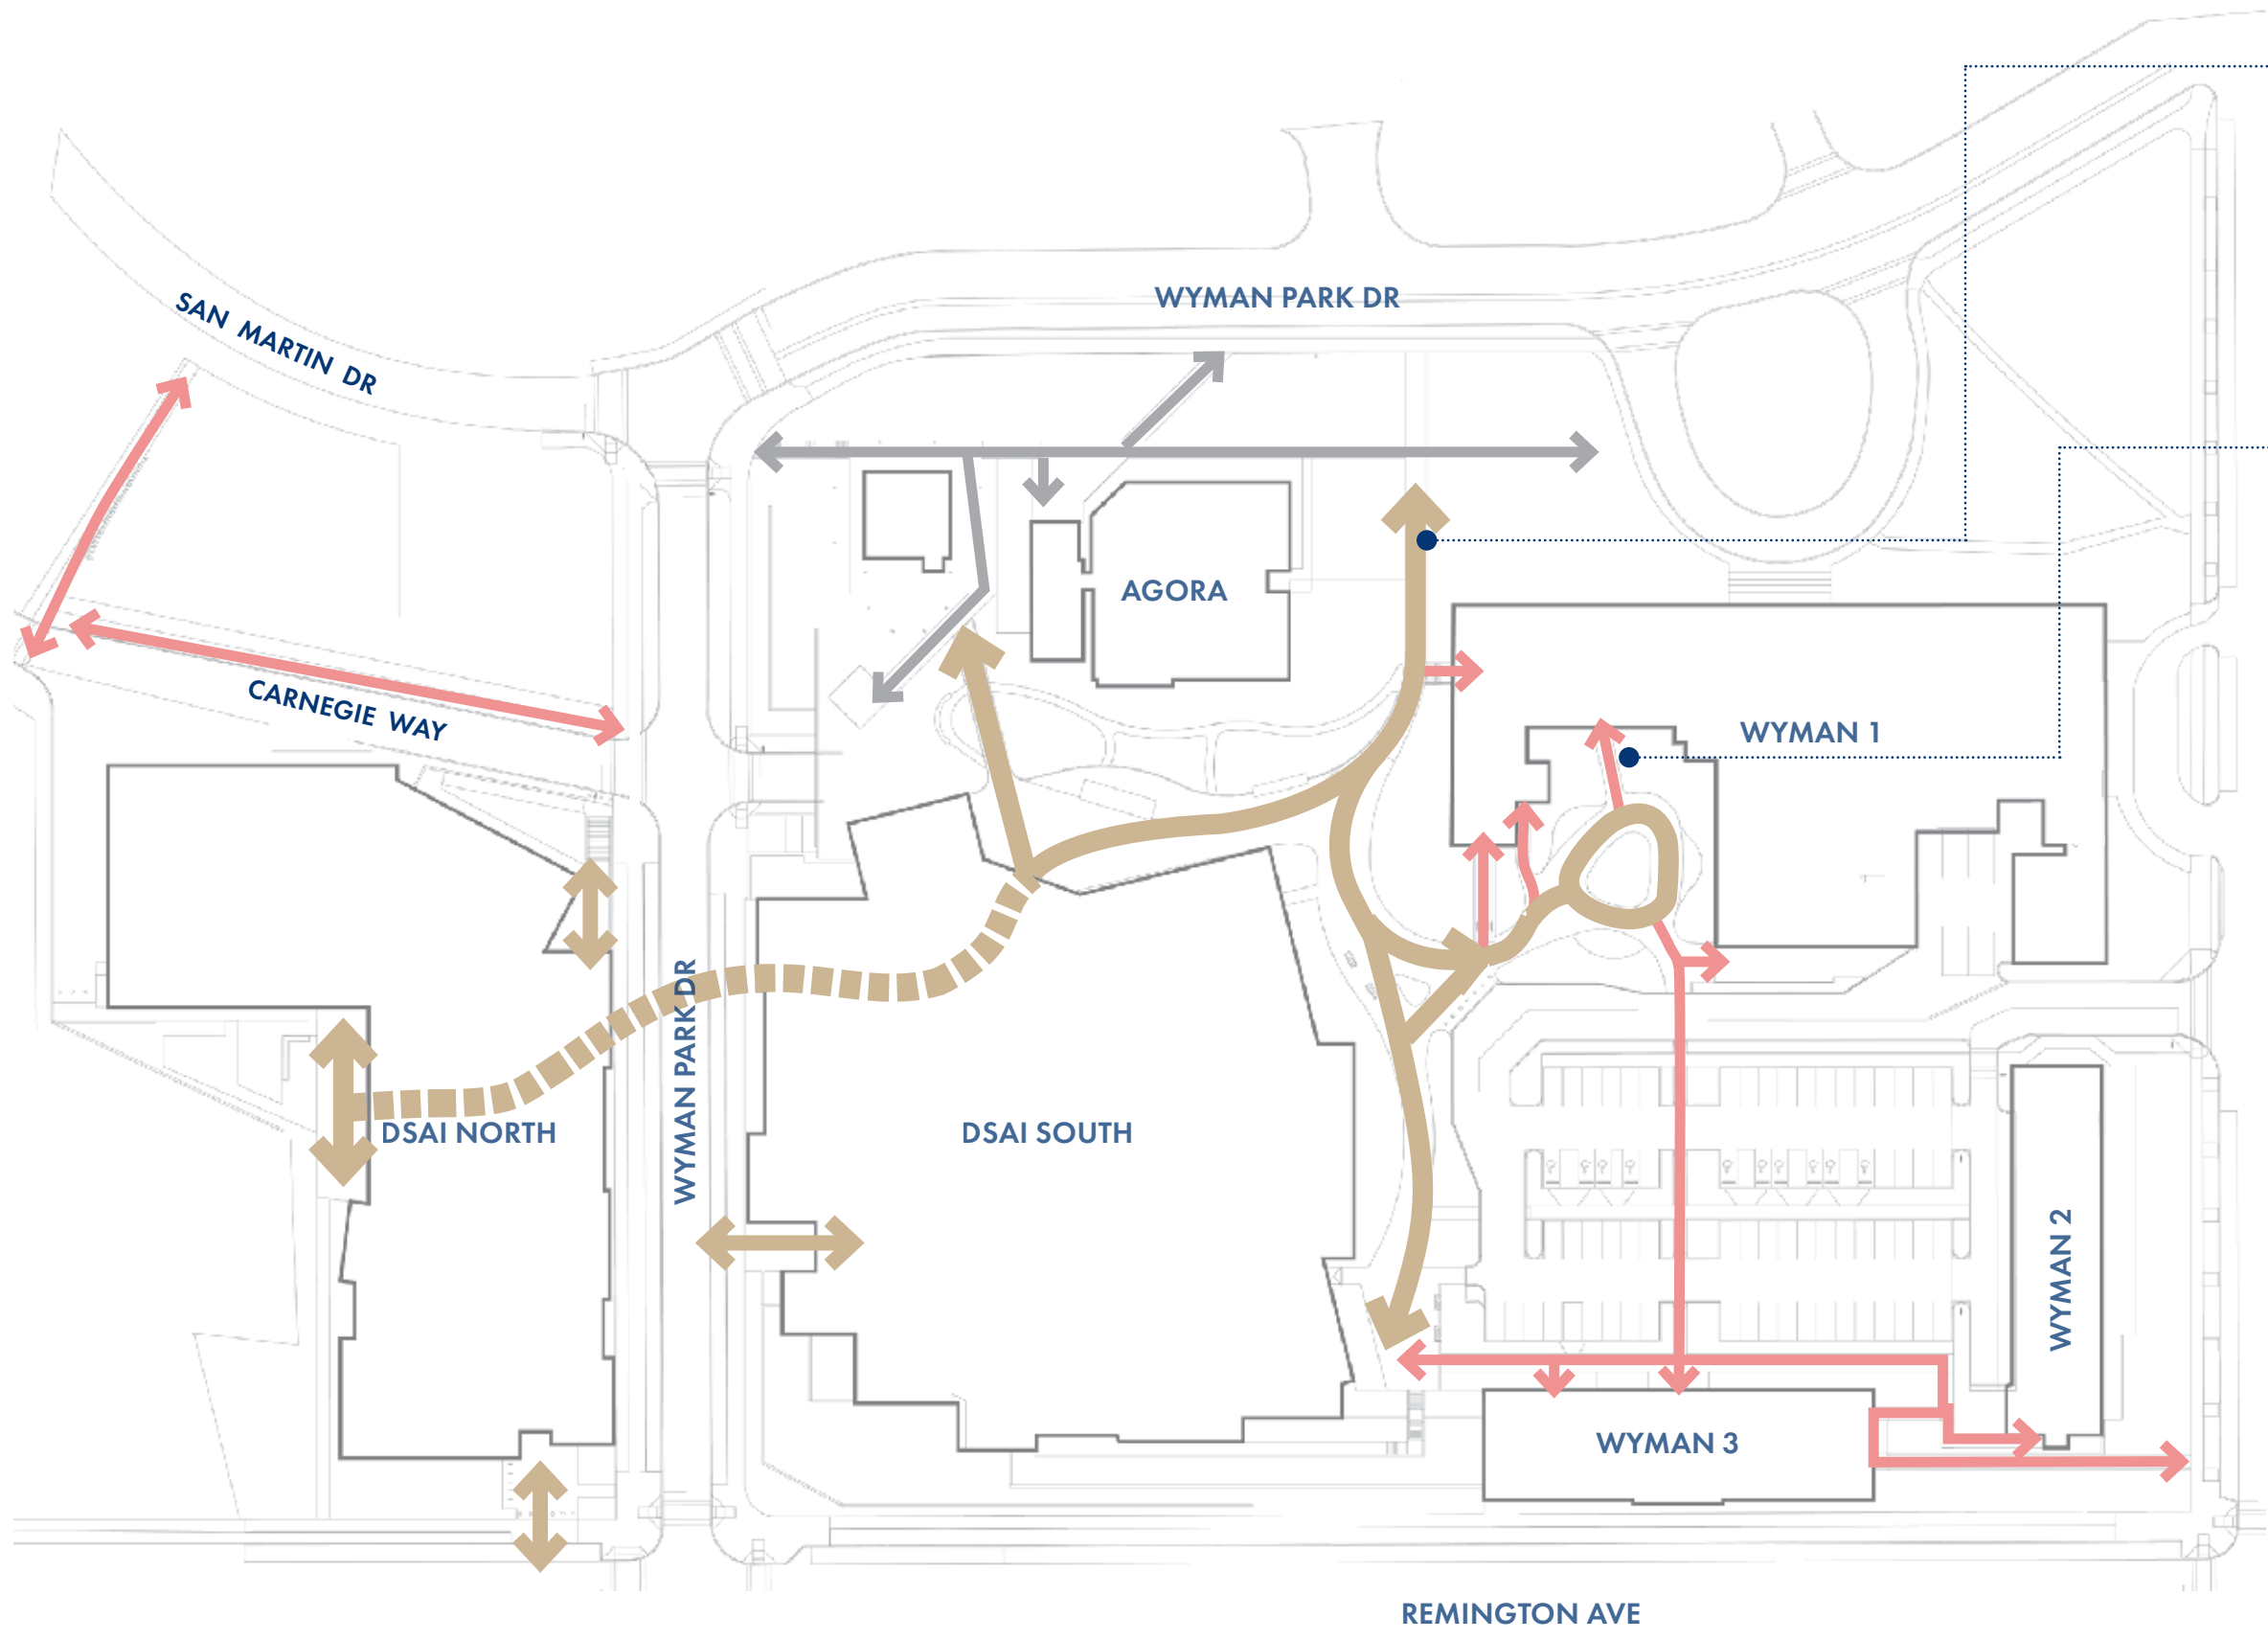 WYMAN PARK DR
SAN MARTIN DR
AGORA
CARNEGIE WAY
WYMAN 1
WYMAN PARK DR
DSAI NORTH
DSAI SOUTH
WYMAN 2
WYMAN 3
REMINGTON AVE